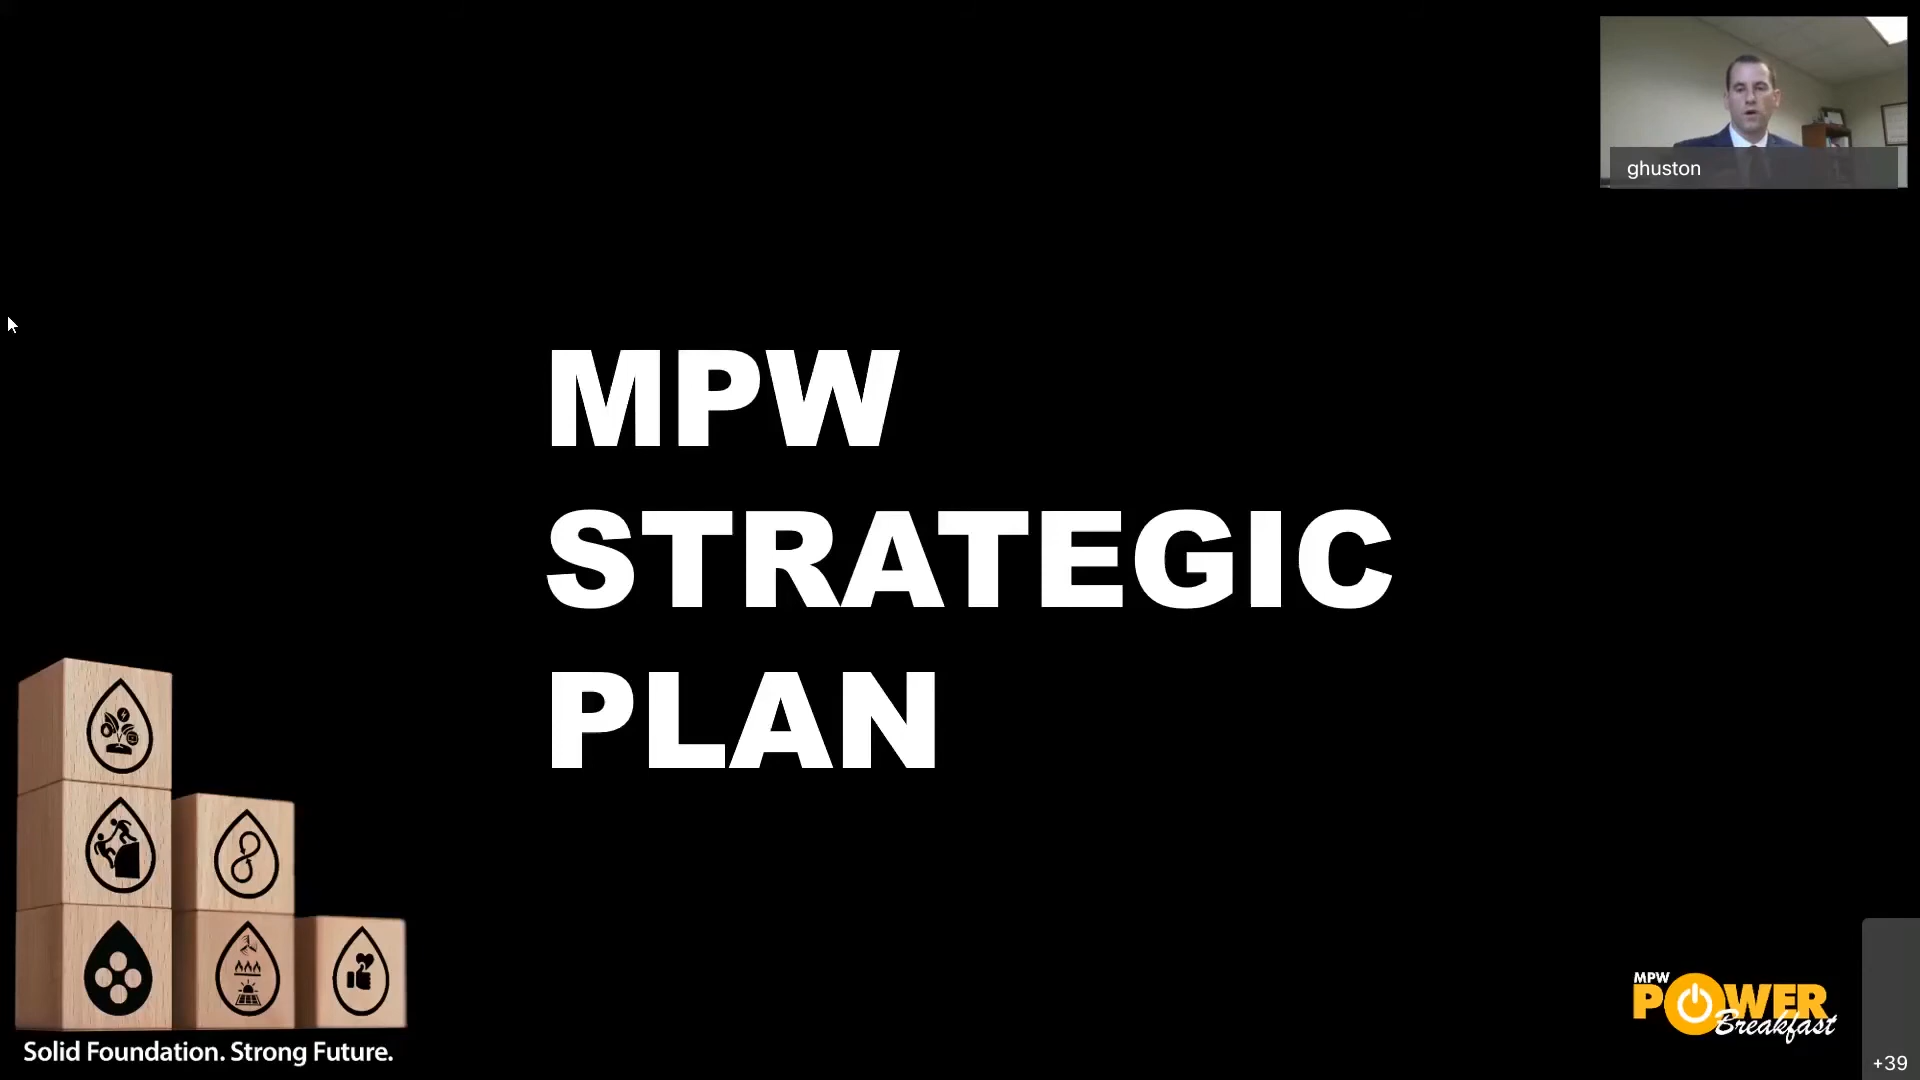 ghuston
MPW
STRATEGIC
PLAN
Solid Foundation. Strong Future.
MPW
POWER
Breakfast
+39